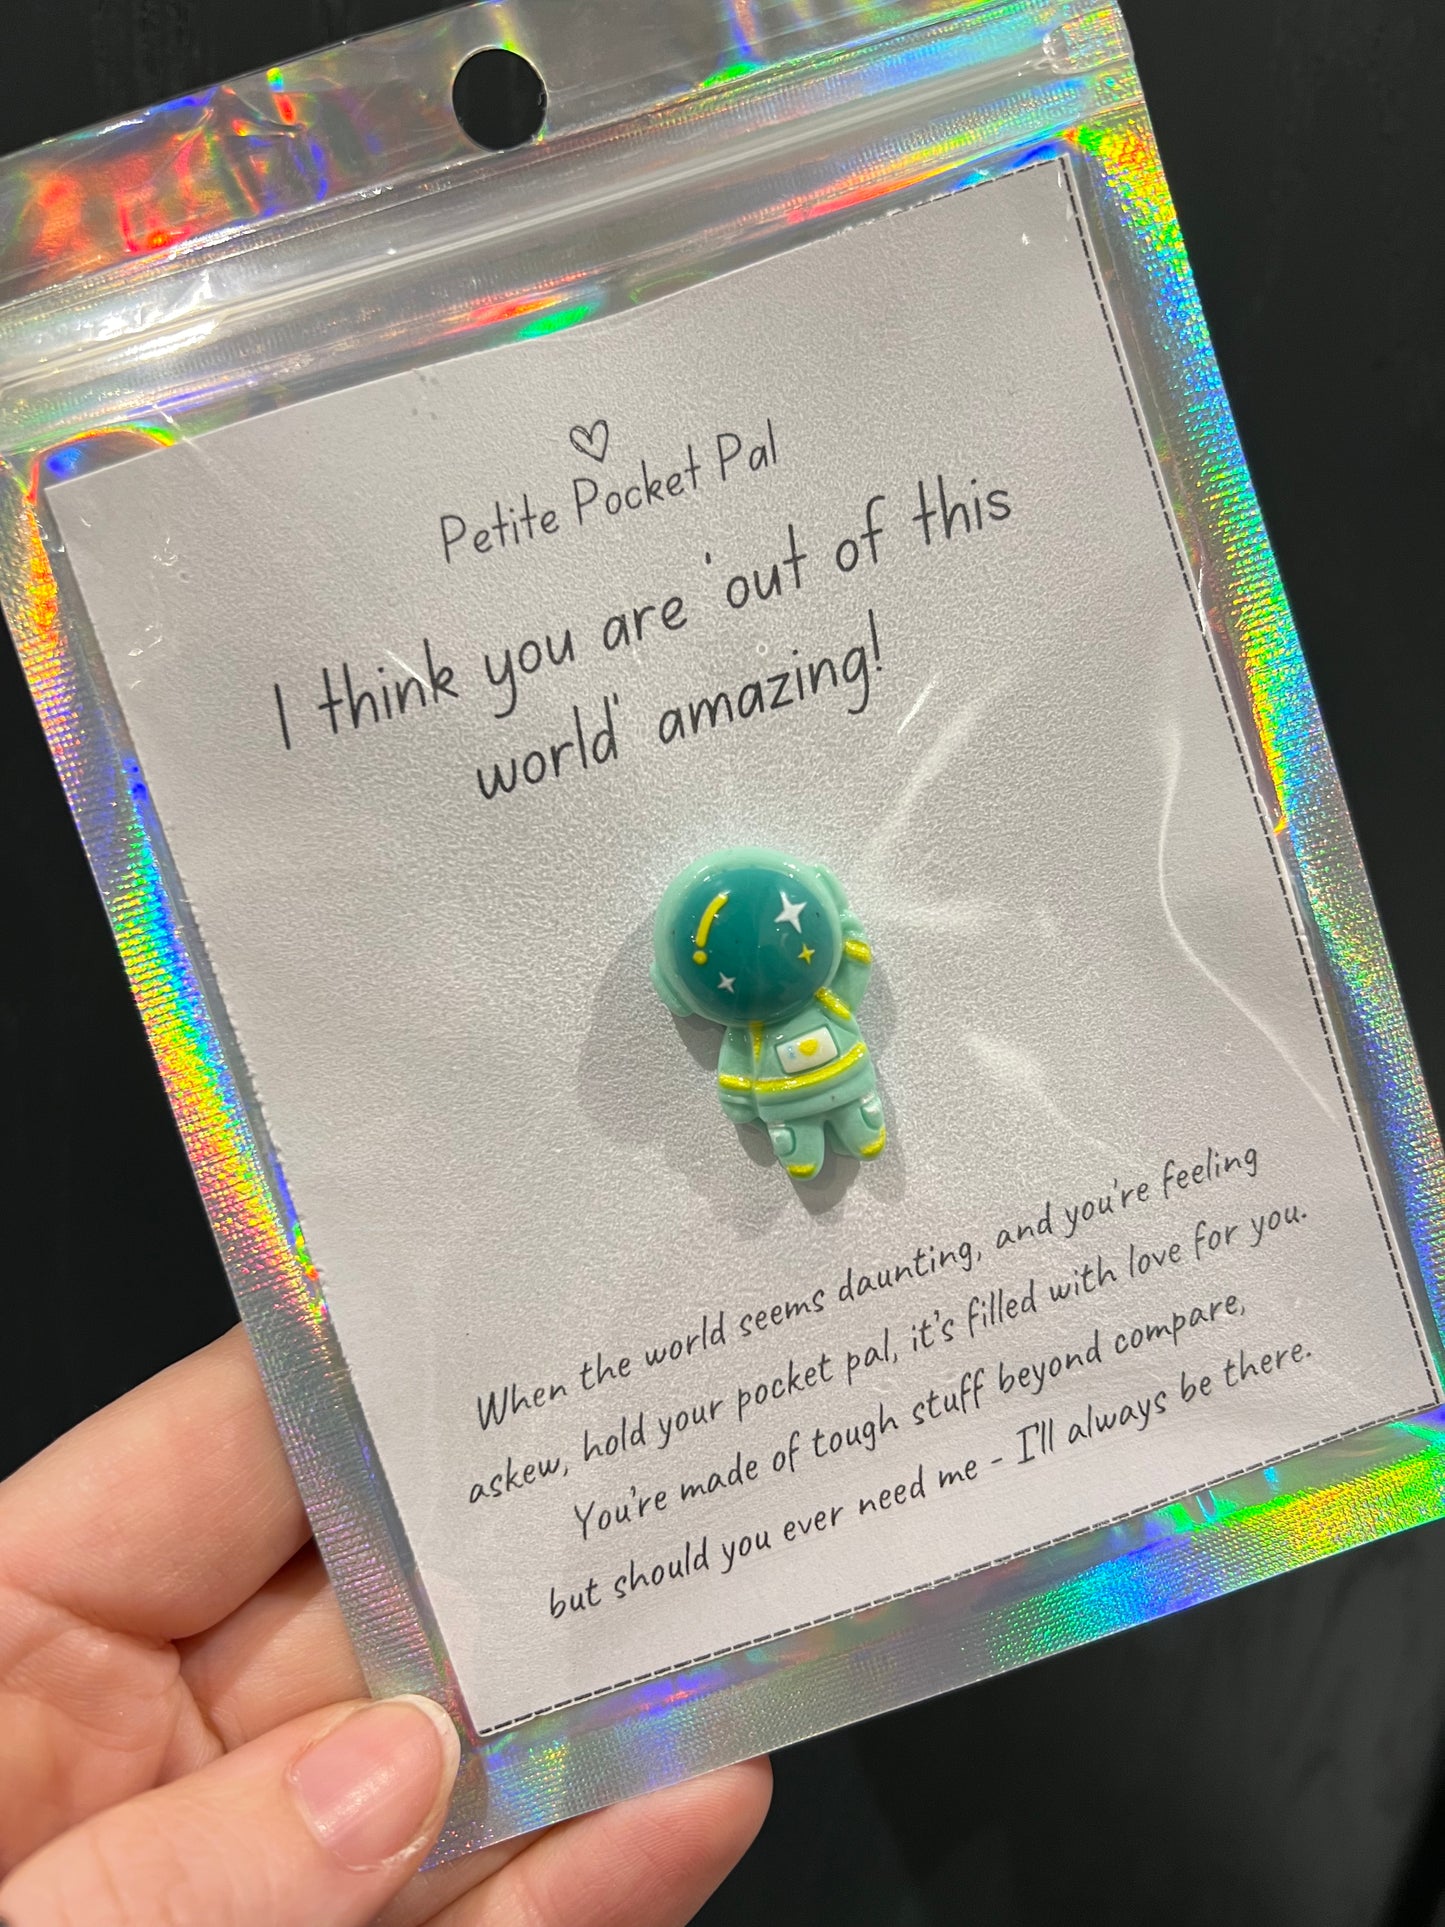 Petite Pocket Pal
I think you are 'out of this
world' amazing!
When the world seems daunting, and you're feeling
askew, hold your pocket pal, it's filled with love for you.
You're made of tough stuff beyond compare,
but should you ever need me - I'll always be there.